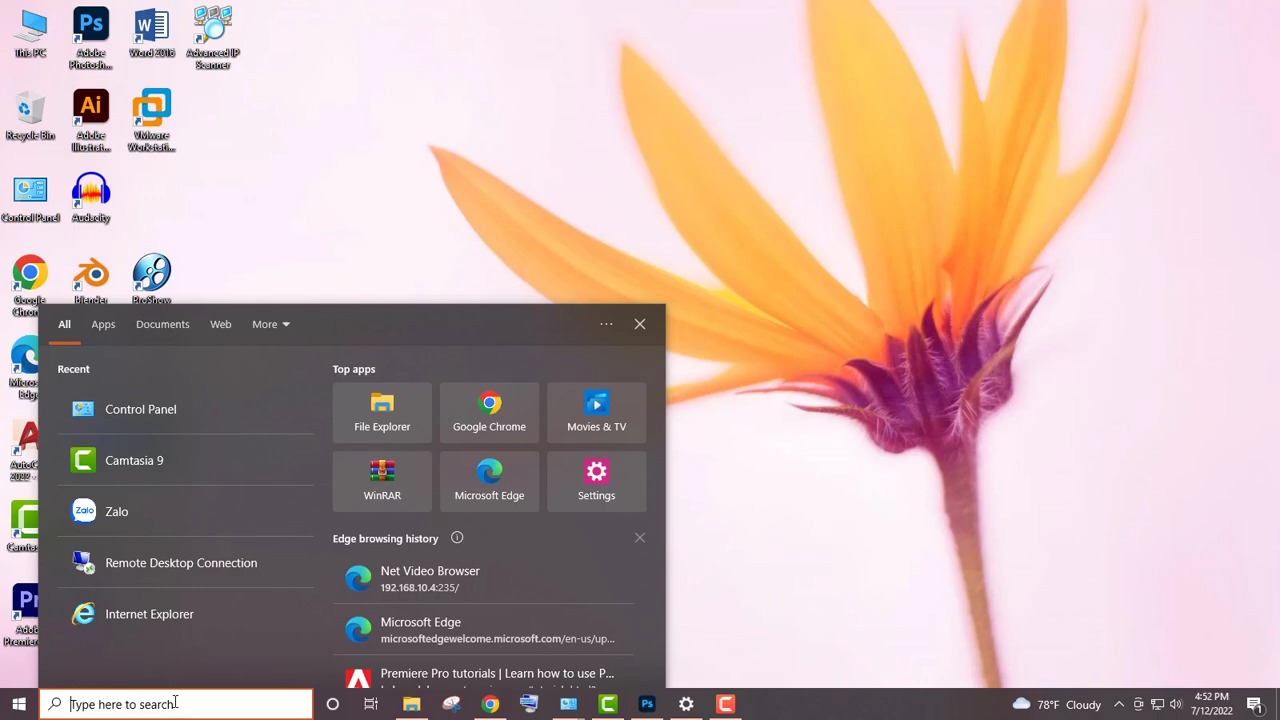 This PC
Adobe Photosh...
Word 2016
Advanced IP Scanner
Recycle Bin
Adobe Illustrat...
VMware Workstati...
Control Panel
Audacity
Google Chrom
blender
ProShow
All
Apps
Documents
Web
More
Recent
Top apps
Control Panel
File Explorer
Google Chrome
Movies & TV
Camtasia 9
WinRAR
Microsoft Edge
Settings
Zalo
Zalo
Edge browsing history
Remote Desktop Connection
Net Video Browser
192.168.10.4:235/
Internet Explorer
Microsoft Edge
microsoftedgewelcome.microsoft.com/en-us/up...
Premiere Pro tutorials | Learn how to use P...
Type here to search
78°F Cloudy
4:52 PM
7/12/2022
1